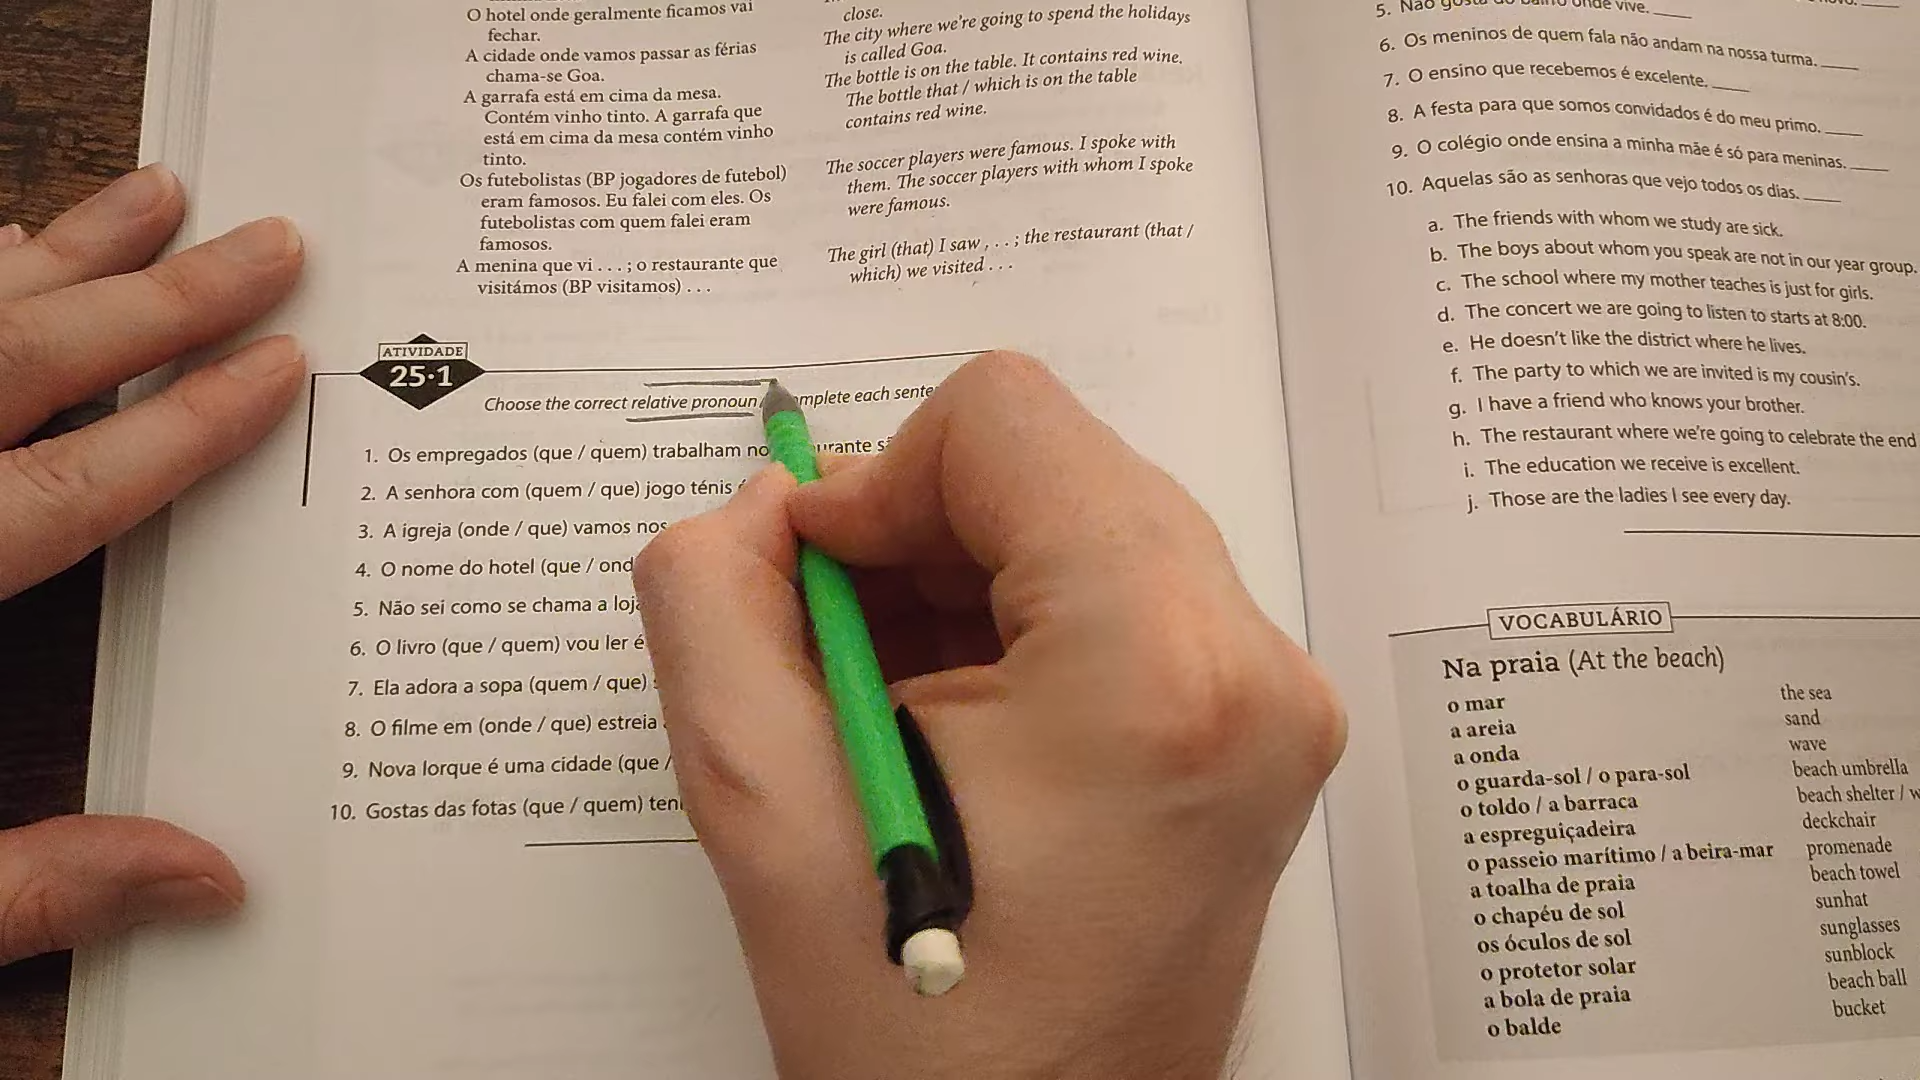 O hotel onde geralmente ficamos vai
fechar.
A cidade onde vamos passar as férias
chama-se Goa.
A garrafa está em cima da mesa.
Contém vinho tinto. A garrafa que
está em cima da mesa contém vinho
tinto.
Os futebolistas (BP jogadores de futebol)
eram famosos. Eu falei com eles. Os
futebolistas com quem falei eram
famosos.
A menina que vi . . . ; o restaurante que
visitámos (BP visitamos) . . .
close.
The city where we're going to spend the holidays
is called Goa.
The bottle is on the table. It contains red wine.
The bottle that / which is on the table
contains red wine.
The soccer players were famous. I spoke with
them. The soccer players with whom I spoke
were famous.
The girl (that) I saw . . . ; the restaurant (that /
which) we visited . . .
ATIVIDADE
25·1
Choose the correct relative pronoun
1. Os empregados (que / quem) trabalham no
2. A senhora com (quem / que) jogo ténis
3. A igreja (onde / que) vamos nos
4. O nome do hotel (que /
5. Não sei como se chama a
6. O livro (que / quem) vou ler é
7. Ela adora a sopa (quem / que)
8. O filme em (onde / que) estreia
9. Nova Iorque é uma cidade (que /
10. Gostas das fotas (que / quem)
5. Não vive. ____
6. Os meninos de quem fala não andam na nossa turma. ____
7. O ensino que recebemos é excelente. ____
8. A festa para que somos convidados é do meu primo. ____
9. O colégio onde ensina a minha mãe é só para meninas. ____
10. Aquelas são as senhoras que vejo todos os dias. ____
a. The friends with whom we study are sick.
b. The boys about whom you speak are not in our year group.
c. The school where my mother teaches is just for girls.
d. The concert we are going to listen to starts at 8:00.
e. He doesn't like the district where he lives.
f. The party to which we are invited is my cousin's.
g. I have a friend who knows your brother.
h. The restaurant where we're going to celebrate the end
i. The education we receive is excellent.
j. Those are the ladies I see every day.
VOCABULÁRIO
Na praia (At the beach)
o mar the sea
a areia sand
a onda wave
o guarda-sol / o para-sol beach umbrella
o toldo / a barraca beach shelter /
a espreguiçadeira deckchair
o passeio marítimo / a beira-mar promenade
a toalha de praia beach towel
o chapéu de sol sunhat
os óculos de sol sunglasses
o protetor solar sunblock
a bola de praia beach ball
o balde bucket